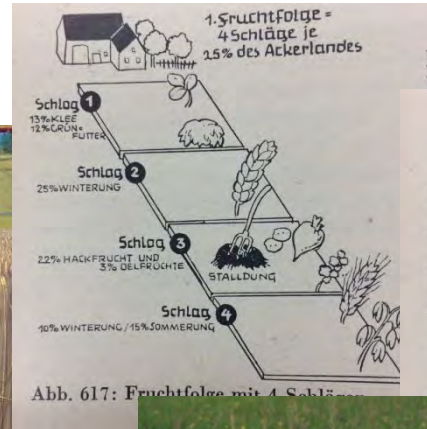 1. Fruchtfolge =
4 Schläge je
25% des Ackerlandes
Schlag 1
13% KLEE
12% GRÜN=
FUTTER
Schlag 2
25% WINTERUNG
Schlag 3
22% HACKFRUCHT UND
3% OELFRÜCHTE
STALLDUNG
Schlag 4
10% WINTERUNG / 15% SOMMERUNG
Abb. 617: Fruchtfolge mit 4 Schlägen